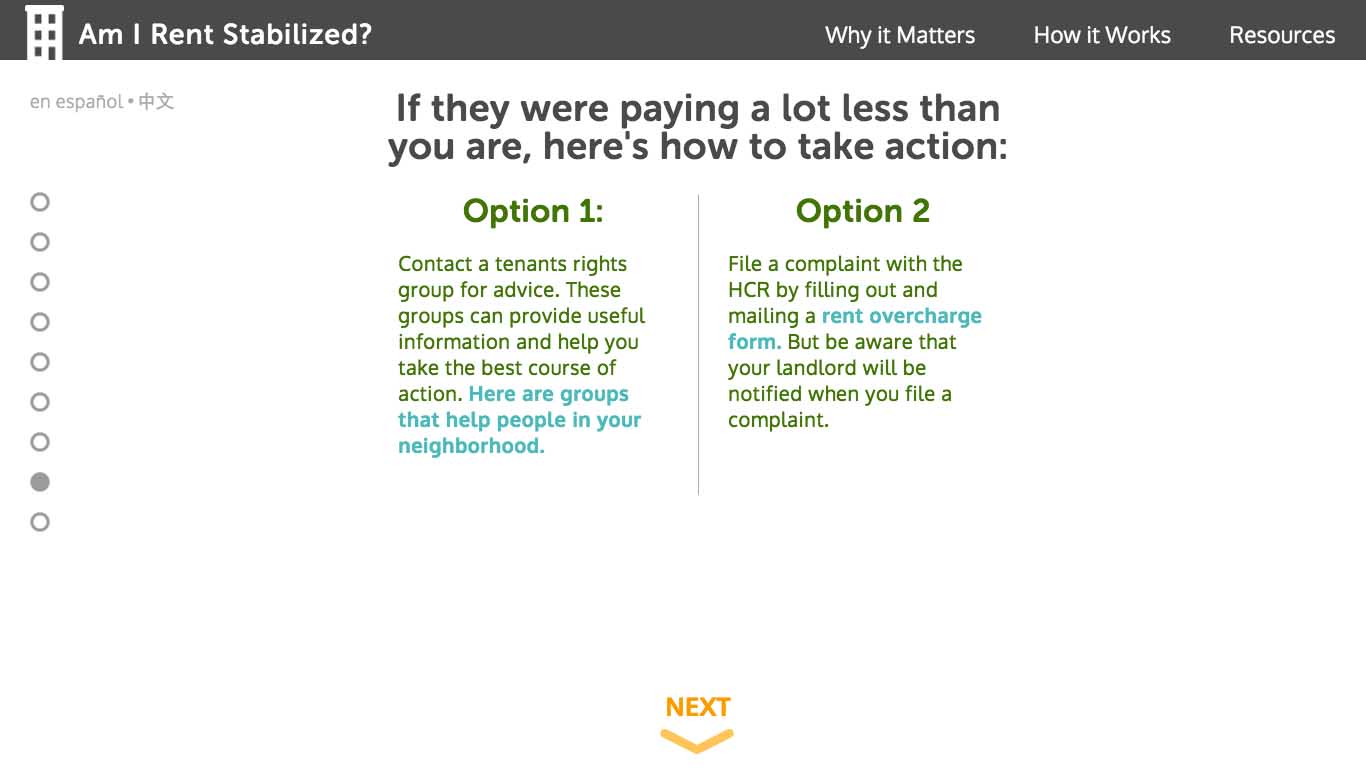 Am I Rent Stabilized?
Why it Matters
How it Works
Resources
en español • 中文
If they were paying a lot less than
you are, here's how to take action:
Option 1:
Contact a tenants rights
group for advice. These
groups can provide useful
information and help you
take the best course of
action. Here are groups
that help people in your
neighborhood.
Option 2
File a complaint with the
HCR by filling out and
mailing a rent overcharge
form. But be aware that
your landlord will be
notified when you file a
complaint.
NEXT